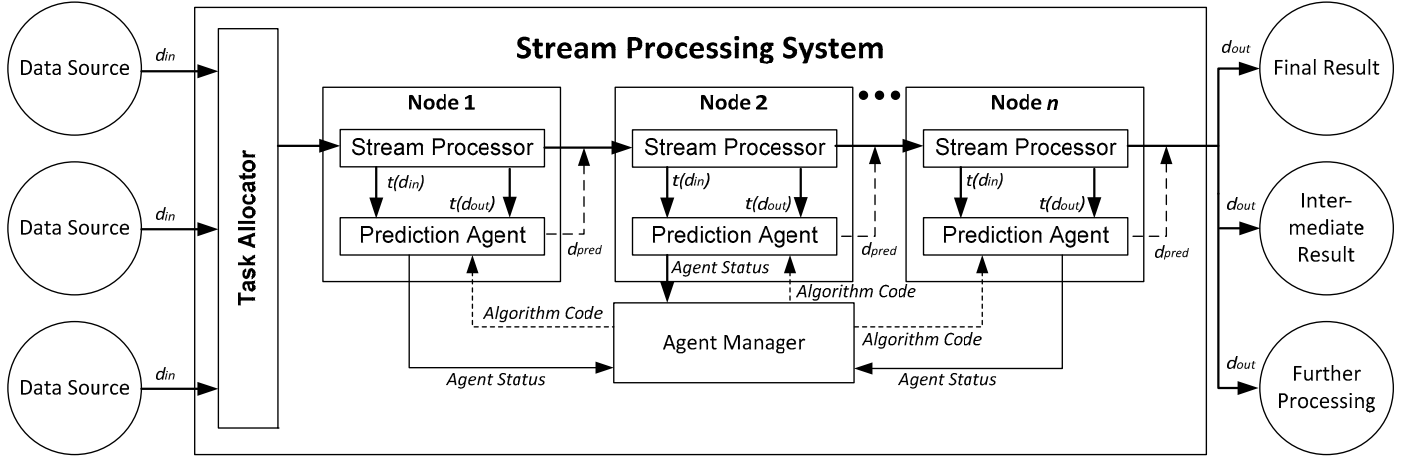 Stream Processing System
Data Source
din
Data Source
din
Data Source
din
Task Allocator
Node 1
Stream Processor
t(din)
t(dout)
Prediction Agent
dpred
Node 2
Stream Processor
t(din)
t(dout)
Prediction Agent
dpred
•••
Node n
Stream Processor
t(din)
t(dout)
Prediction Agent
dpred
Agent Status
Algorithm Code
Algorithm Code
Algorithm Code
Agent Manager
Agent Status
Agent Status
dout
Final Result
dout
Inter-
mediate
Result
dout
Further
Processing